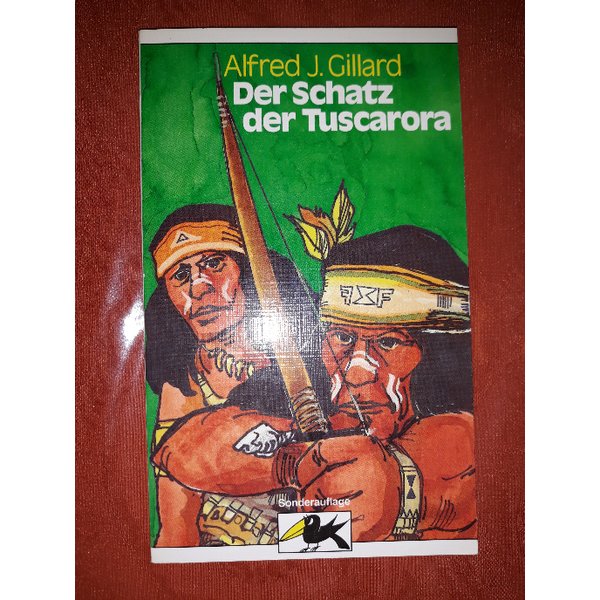 Alfred J. Gillard
Der Schatz
der Tuscarora
Sonderauflage